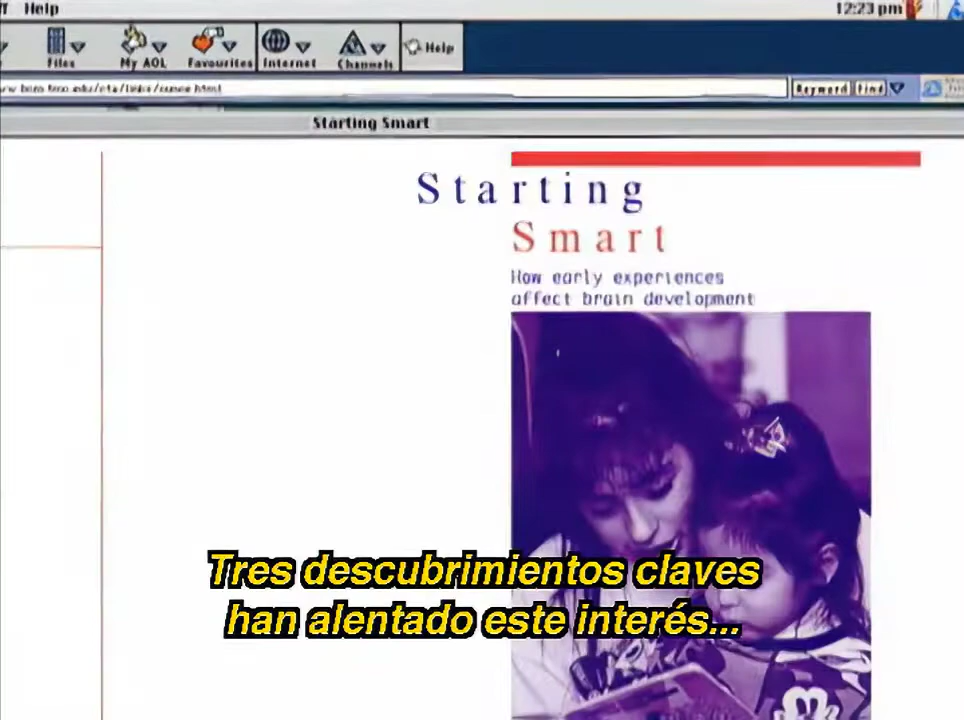 Help
12:23 pm
Files
My AOL
Favourites
Internet
Channels
Help
Keyword
Find
Starting Smart
Starting
Smart
How early experiences
affect brain development
Tres descubrimientos claves
han alentado este interés...